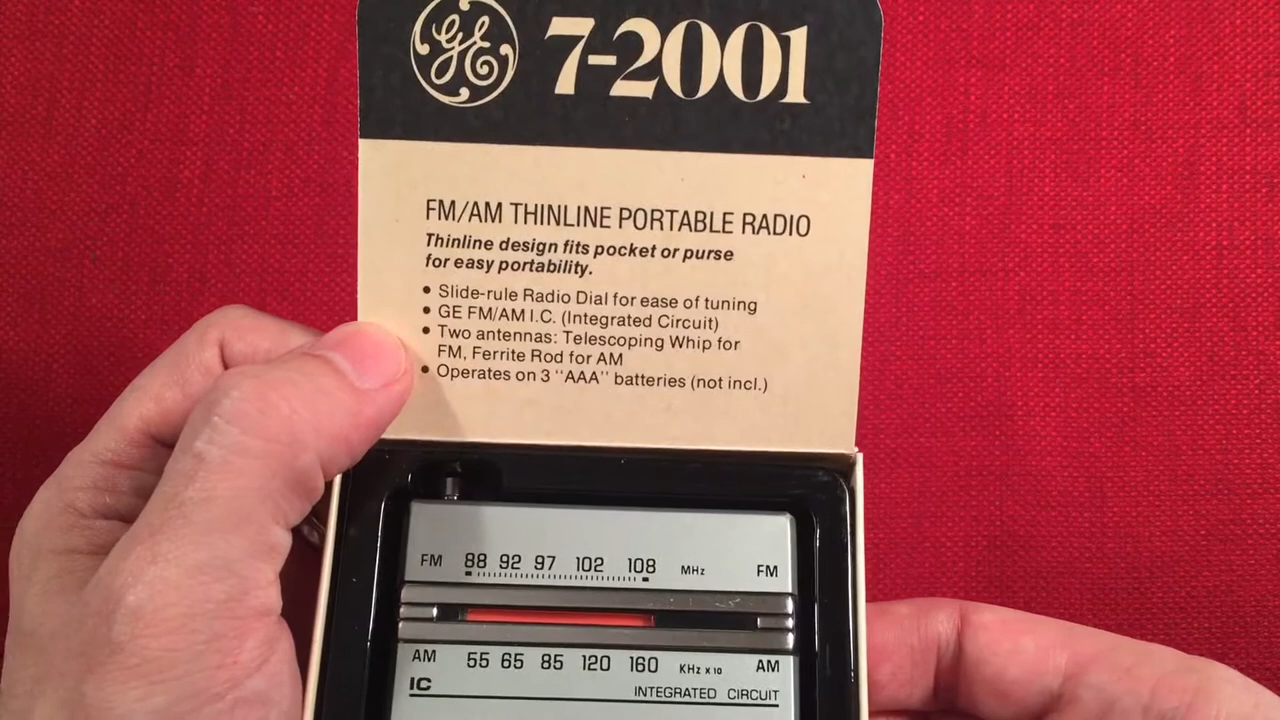 GE 7-2001
FM/AM THINLINE PORTABLE RADIO
Thinline design fits pocket or purse
for easy portability.
• Slide-rule Radio Dial for ease of tuning
• GE FM/AM I.C. (Integrated Circuit)
• Two antennas: Telescoping Whip for
FM, Ferrite Rod for AM
• Operates on 3 "AAA" batteries (not incl.)
FM 88 92 97 102 108 MHz FM
AM 55 65 85 120 160 KHz x 10 AM
IC INTEGRATED CIRCUIT